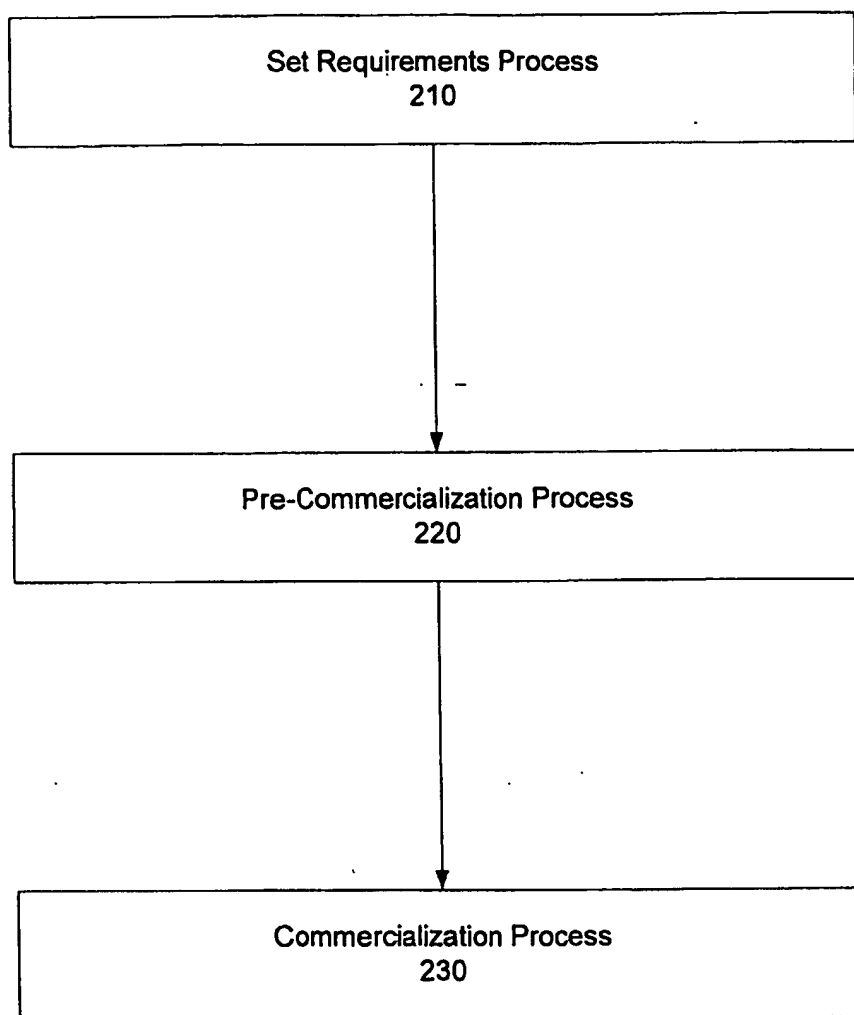 Set Requirements Process
210
Pre-Commercialization Process
220
Commercialization Process
230